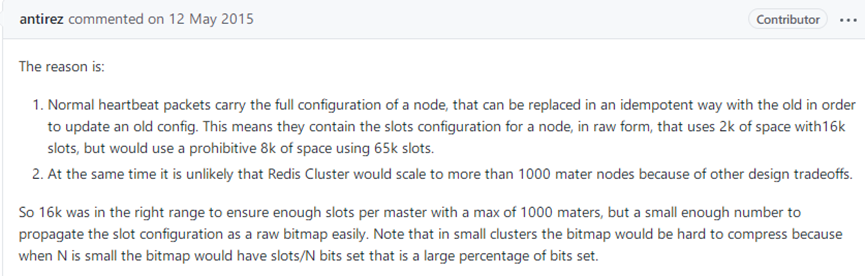 antirez commented on 12 May 2015 Contributor ...
The reason is:
1. Normal heartbeat packets carry the full configuration of a node, that can be replaced in an idempotent way with the old in order
to update an old config. This means they contain the slots configuration for a node, in raw form, that uses 2k of space with16k
slots, but would use a prohibitive 8k of space using 65k slots.
2. At the same time it is unlikely that Redis Cluster would scale to more than 1000 mater nodes because of other design tradeoffs.
So 16k was in the right range to ensure enough slots per master with a max of 1000 maters, but a small enough number to
propagate the slot configuration as a raw bitmap easily. Note that in small clusters the bitmap would be hard to compress because
when N is small the bitmap would have slots/N bits set that is a large percentage of bits set.